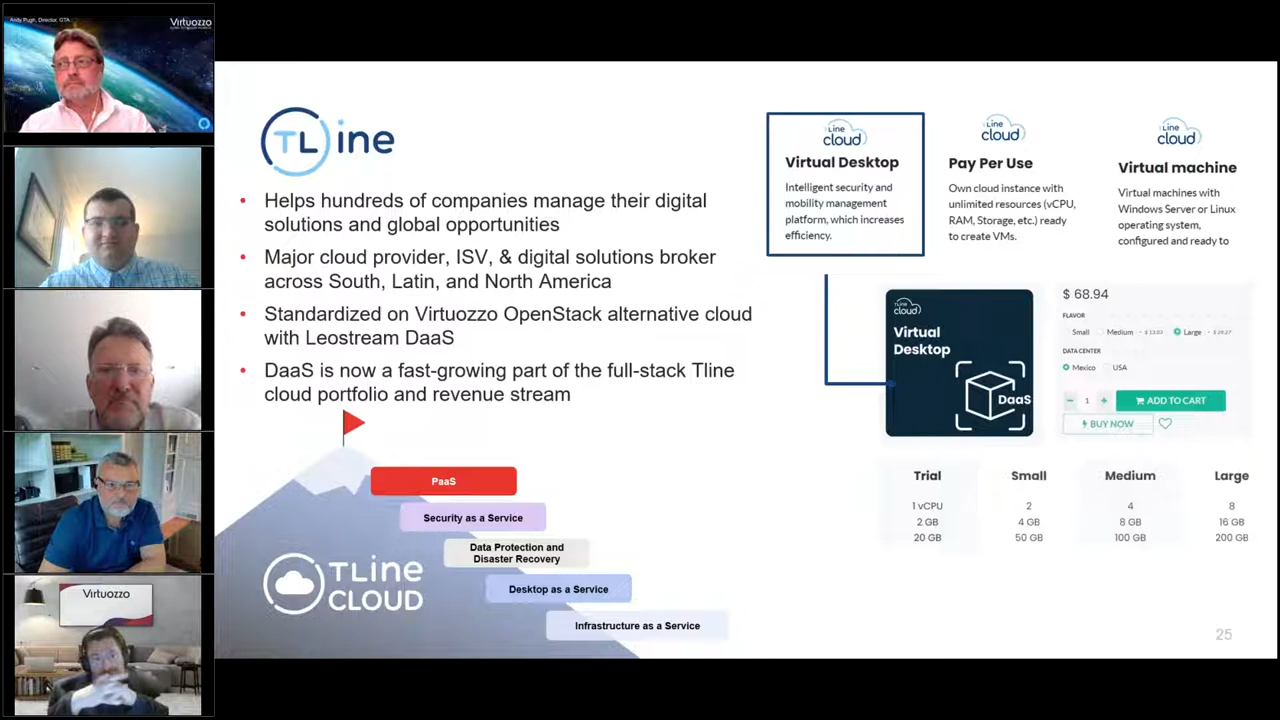 Andy Pugh, Director, GTA
Virtuozzo
Virtuozzo
TLine
• Helps hundreds of companies manage their digital
solutions and global opportunities
• Major cloud provider, ISV, & digital solutions broker
across South, Latin, and North America
• Standardized on Virtuozzo OpenStack alternative cloud
with Leostream DaaS
• DaaS is now a fast-growing part of the full-stack Tline
cloud portfolio and revenue stream
PaaS
Security as a Service
Data Protection and
Disaster Recovery
Desktop as a Service
Infrastructure as a Service
TLine
CLOUD
Line
cloud
Virtual Desktop
Intelligent security and
mobility management
platform, which increases
efficiency.
Line
cloud
Pay Per Use
Own cloud instance with
unlimited resources (vCPU,
RAM, Storage, etc.) ready
to create VMs.
Line
cloud
Virtual machine
Virtual machines with
Windows Server or Linux
operating system,
configured and ready to
Line
cloud
Virtual
Desktop
DaaS
$ 68.94
FLAVOR
Small Medium Large
DATA CENTER
Mexico USA
− 1 + ADD TO CART
BUY NOW
Trial Small Medium Large
1 vCPU 2 4 8
2 GB 4 GB 8 GB 16 GB
20 GB 50 GB 100 GB 200 GB
25